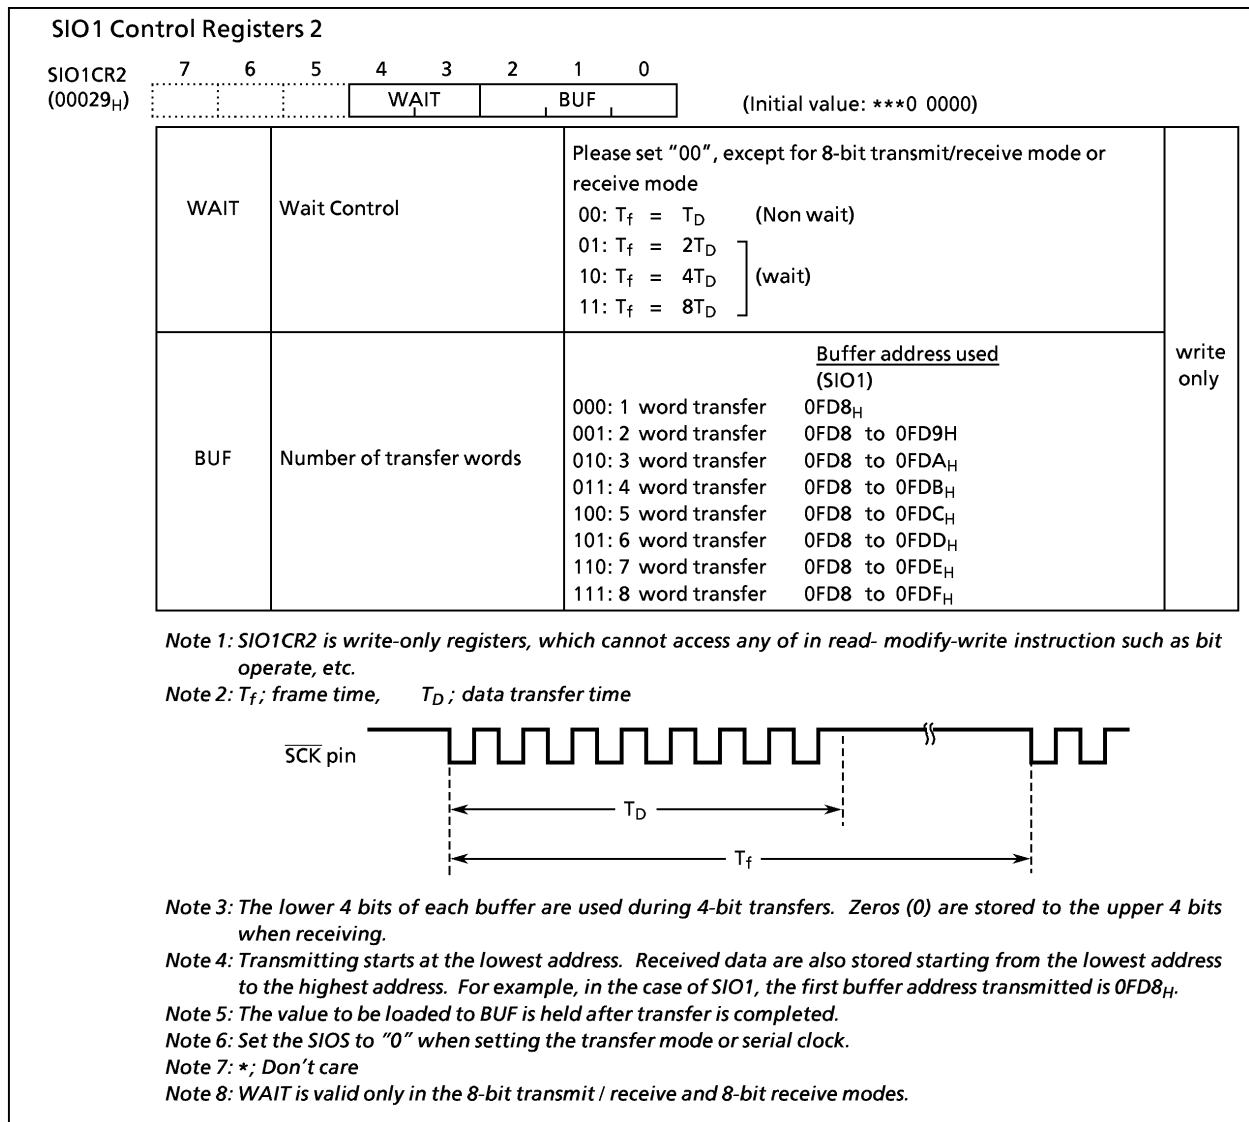 SIO1 Control Registers 2
SIO1CR2
(00029H)
7 6 5 4 3 2 1 0
WAIT BUF
(Initial value: ***0 0000)
WAIT
Wait Control
Please set "00", except for 8-bit transmit/receive mode or
receive mode
00: Tf = TD (Non wait)
01: Tf = 2TD
10: Tf = 4TD (wait)
11: Tf = 8TD
write
only
BUF
Number of transfer words
Buffer address used
(SIO1)
000: 1 word transfer 0FD8H
001: 2 word transfer 0FD8 to 0FD9H
010: 3 word transfer 0FD8 to 0FDAH
011: 4 word transfer 0FD8 to 0FDBH
100: 5 word transfer 0FD8 to 0FDCH
101: 6 word transfer 0FD8 to 0FDDH
110: 7 word transfer 0FD8 to 0FDEH
111: 8 word transfer 0FD8 to 0FDFH
Note 1: SIO1CR2 is write-only registers, which cannot access any of in read- modify-write instruction such as bit
operate, etc.
Note 2: Tf; frame time, TD; data transfer time
SCK pin
TD
Tf
Note 3: The lower 4 bits of each buffer are used during 4-bit transfers. Zeros (0) are stored to the upper 4 bits
when receiving.
Note 4: Transmitting starts at the lowest address. Received data are also stored starting from the lowest address
to the highest address. For example, in the case of SIO1, the first buffer address transmitted is 0FD8H.
Note 5: The value to be loaded to BUF is held after transfer is completed.
Note 6: Set the SIOS to "0" when setting the transfer mode or serial clock.
Note 7: *; Don't care
Note 8: WAIT is valid only in the 8-bit transmit / receive and 8-bit receive modes.